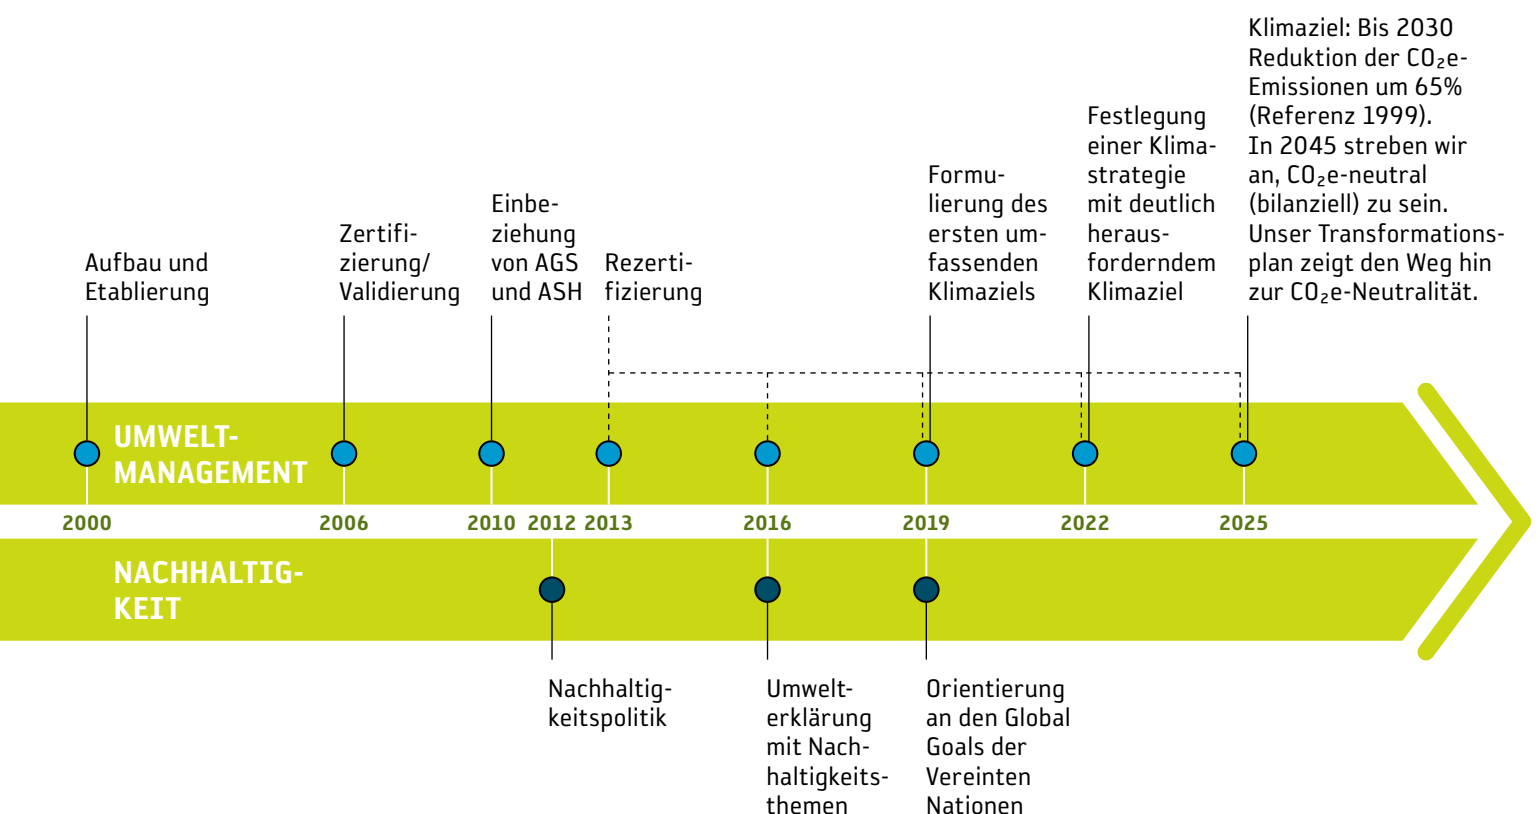 Aufbau und
Etablierung
Zertifi-
zierung/
Validierung
Einbe-
ziehung
von AGS
und ASH
Rezerti-
fizierung
Formu-
lierung des
ersten um-
fassenden
Klimaziels
Festlegung
einer Klima-
strategie
mit deutlich
heraus-
forderndem
Klimaziel
Klimaziel: Bis 2030
Reduktion der CO₂e-
Emissionen um 65%
(Referenz 1999).
In 2045 streben wir
an, CO₂e-neutral
(bilanziell) zu sein.
Unser Transformations-
plan zeigt den Weg hin
zur CO₂e-Neutralität.
UMWELT-
MANAGEMENT
2000 2006 2010 2012 2013 2016 2019 2022 2025
NACHHALTIG-
KEIT
Nachhaltig-
keitspolitik
Umwelt-
erklärung
mit Nach-
haltigkeits-
themen
Orientierung
an den Global
Goals der
Vereinten
Nationen